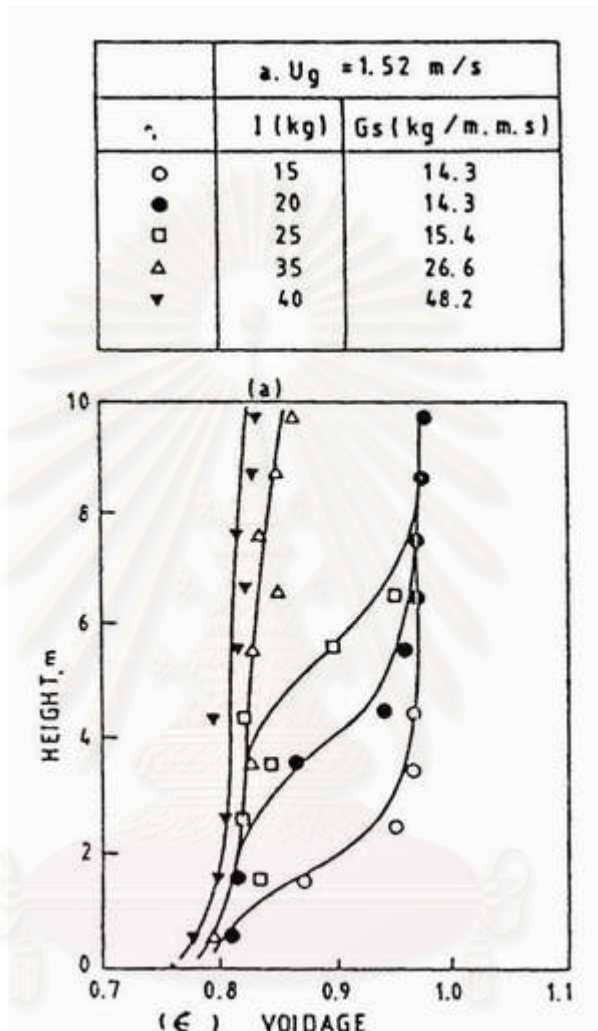 a. Ug =1.52 m/s
I (kg) Gs (kg/m.m.s)
○ 15 14.3
● 20 14.3
□ 25 15.4
△ 35 26.6
▼ 40 48.2
(a)
10
8
6
4
2
0
HEIGHT, m
0.7 0.8 0.9 1.0 1.1
(ϵ) VOIDAGE